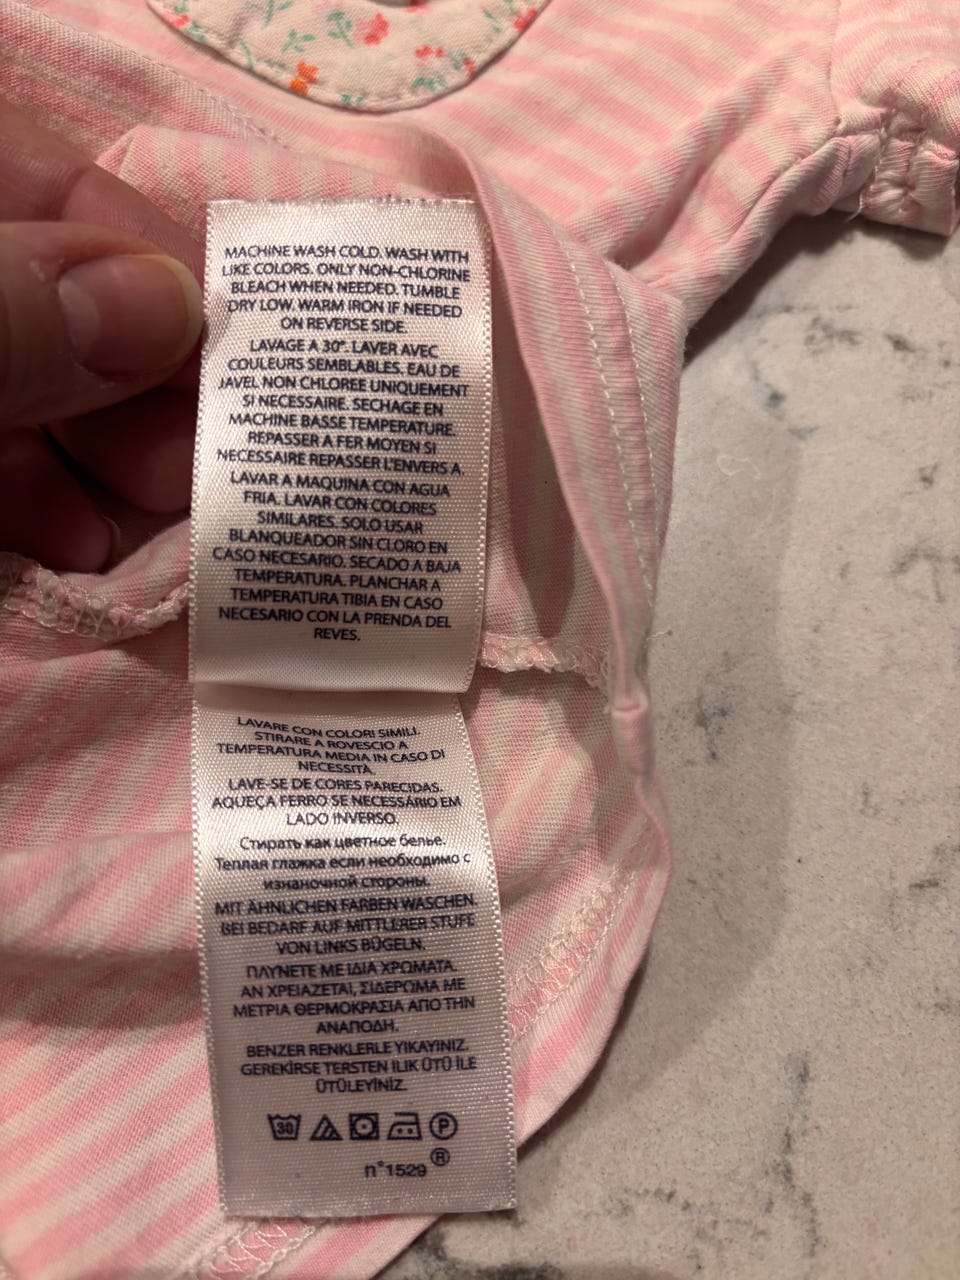 MACHINE WASH COLD. WASH WITH
LIKE COLORS. ONLY NON-CHLORINE
BLEACH WHEN NEEDED. TUMBLE
DRY LOW. WARM IRON IF NEEDED
ON REVERSE SIDE.
LAVAGE A 30°. LAVER AVEC
COULEURS SEMBLABLES. EAU DE
JAVEL NON CHLOREE UNIQUEMENT
SI NECESSAIRE. SECHAGE EN
MACHINE BASSE TEMPERATURE.
REPASSER A FER MOYEN SI
NECESSAIRE REPASSER L'ENVERS A.
LAVAR A MAQUINA CON AGUA
FRIA. LAVAR CON COLORES
SIMILARES. SOLO USAR
BLANQUEADOR SIN CLORO EN
CASO NECESARIO. SECADO A BAJA
TEMPERATURA. PLANCHAR A
TEMPERATURA TIBIA EN CASO
NECESARIO CON LA PRENDA DEL
REVES.
LAVARE CON COLORI SIMILI.
STIRARE A ROVESCIO A
TEMPERATURA MEDIA IN CASO DI
NECESSITÀ.
LAVE-SE DE CORES PARECIDAS.
AQUEÇA FERRO SE NECESSÁRIO EM
LADO INVERSO.
Стирать как цветное белье.
Теплая глажка если необходимо с
изнаночной стороны.
MIT ÄHNLICHEN FARBEN WASCHEN.
BEI BEDARF AUF MITTLERER STUFE
VON LINKS BÜGELN.
ΠΛΥΝΕΤΕ ΜΕ ΙΔΙΑ ΧΡΩΜΑΤΑ.
ΑΝ ΧΡΕΙΑΖΕΤΑΙ, ΣΙΔΕΡΩΜΑ ΜΕ
ΜΕΤΡΙΑ ΘΕΡΜΟΚΡΑΣΙΑ ΑΠΟ ΤΗΝ
ΑΝΑΠΟΔΗ.
BENZER RENKLERLE YIKAYINIZ.
GEREKİRSE TERSTEN ILIK ÜTÜ İLE
ÜTÜLEYİNİZ.
30 P
n°1529 ®